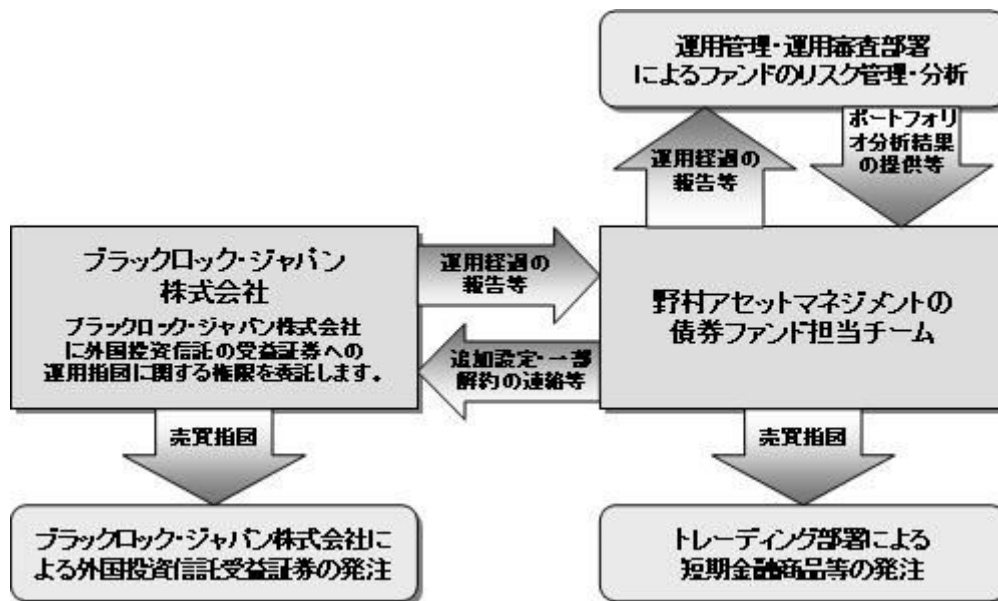 運用管理・運用審査部署
によるファンドのリスク管理・分析
運用経過の
報告等
ポートフォリ
オ分析結果
の提供等
ブラックロック・ジャパン
株式会社
ブラックロック・ジャパン株式会社
に外国投資信託の受益証券への
運用指図に関する権限を委託します。
運用経過の
報告等
追加設定・一部
解約の連絡等
野村アセットマネジメントの
債券ファンド担当チーム
売買指図
売買指図
ブラックロック・ジャパン株式会社に
よる外国投資信託受益証券の発注
トレーディング部署による
短期金融商品等の発注